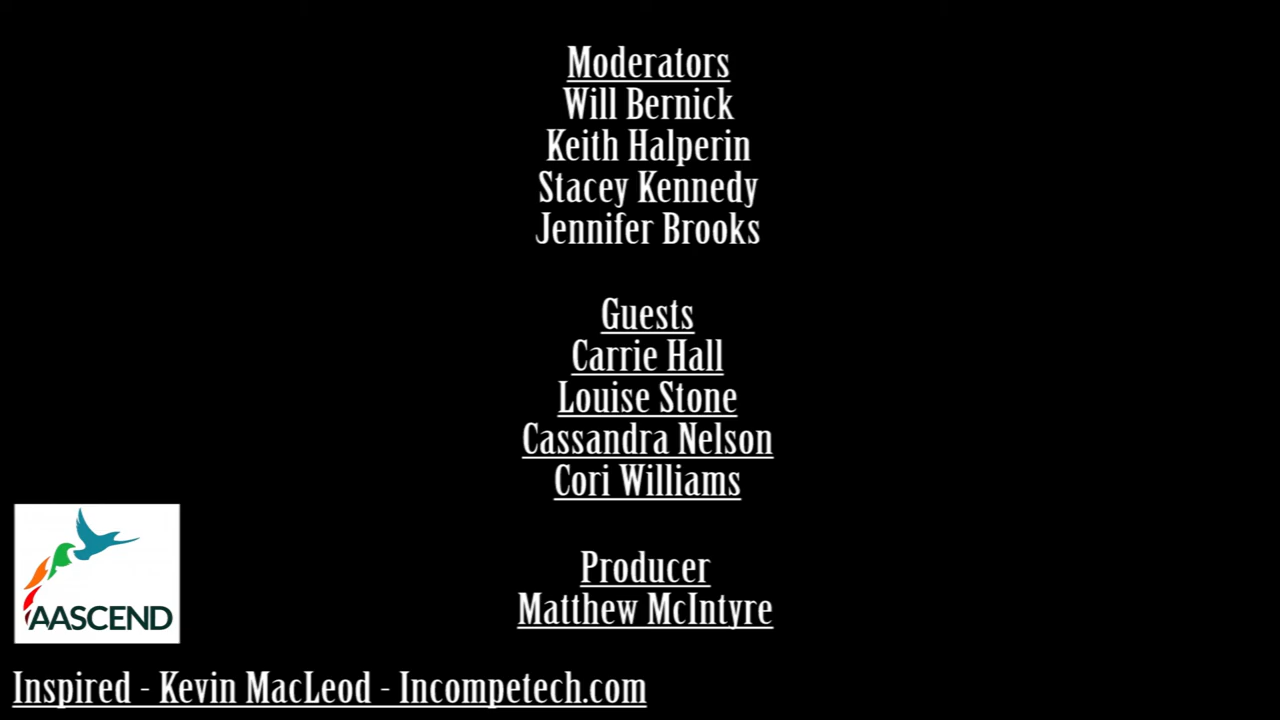 Moderators
Will Bernick
Keith Halperin
Stacey Kennedy
Jennifer Brooks
Guests
Carrie Hall
Louise Stone
Cassandra Nelson
Cori Williams
Producer
Matthew McIntyre
AASCEND
Inspired - Kevin MacLeod - Incompetech.com